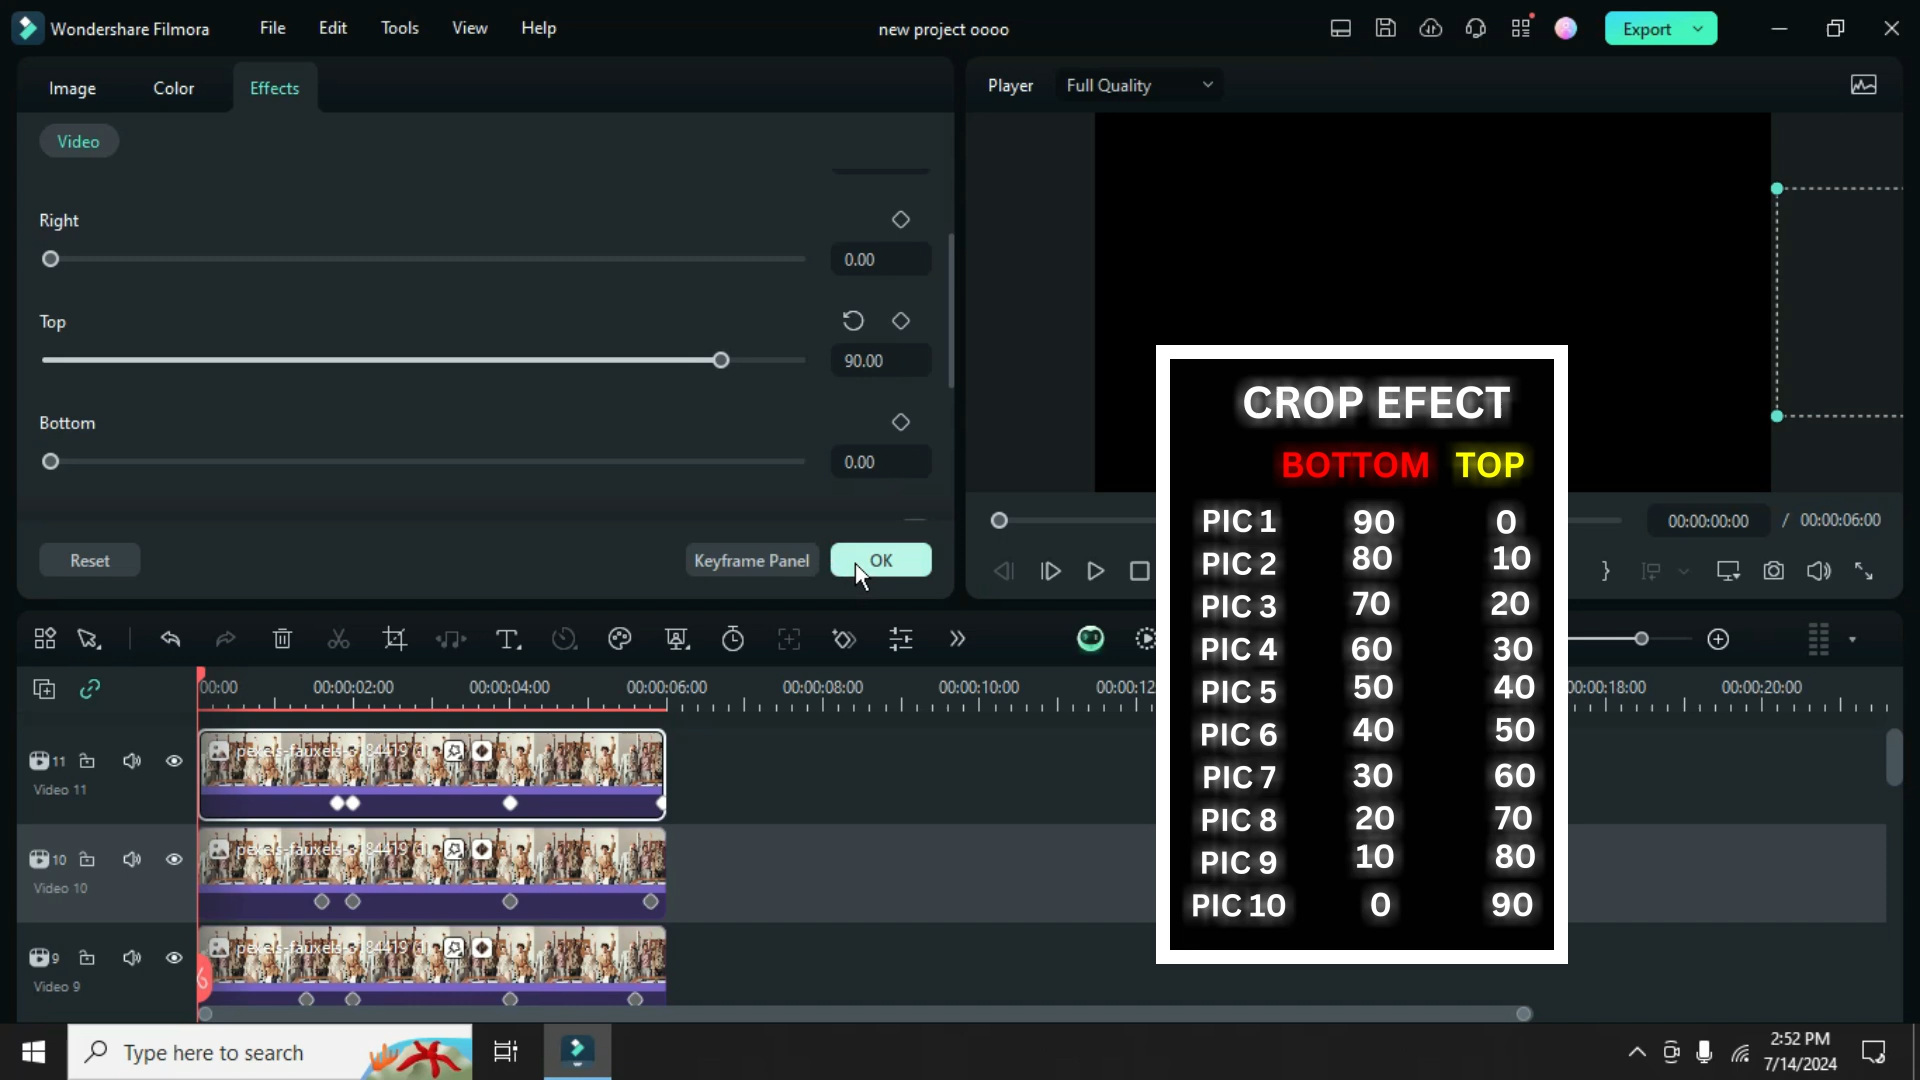 Wondershare Filmora File Edit Tools View Help new project oooo Export
Image Color Effects
Player Full Quality
Video
Right
0.00
Top
90.00
Bottom
0.00
Reset Keyframe Panel OK
00:00:00:00 / 00:00:06:00
CROP EFECT
BOTTOM TOP
PIC 1 90 0
PIC 2 80 10
PIC 3 70 20
PIC 4 60 30
PIC 5 50 40
PIC 6 40 50
PIC 7 30 60
PIC 8 20 70
PIC 9 10 80
PIC 10 0 90
00:00 00:00:02:00 00:00:04:00 00:00:06:00 00:00:08:00 00:00:10:00 00:00:12 00:00:18:00 00:00:20:00
11
Video 11
10
Video 10
9
Video 9
Type here to search
2:52 PM
7/14/2024